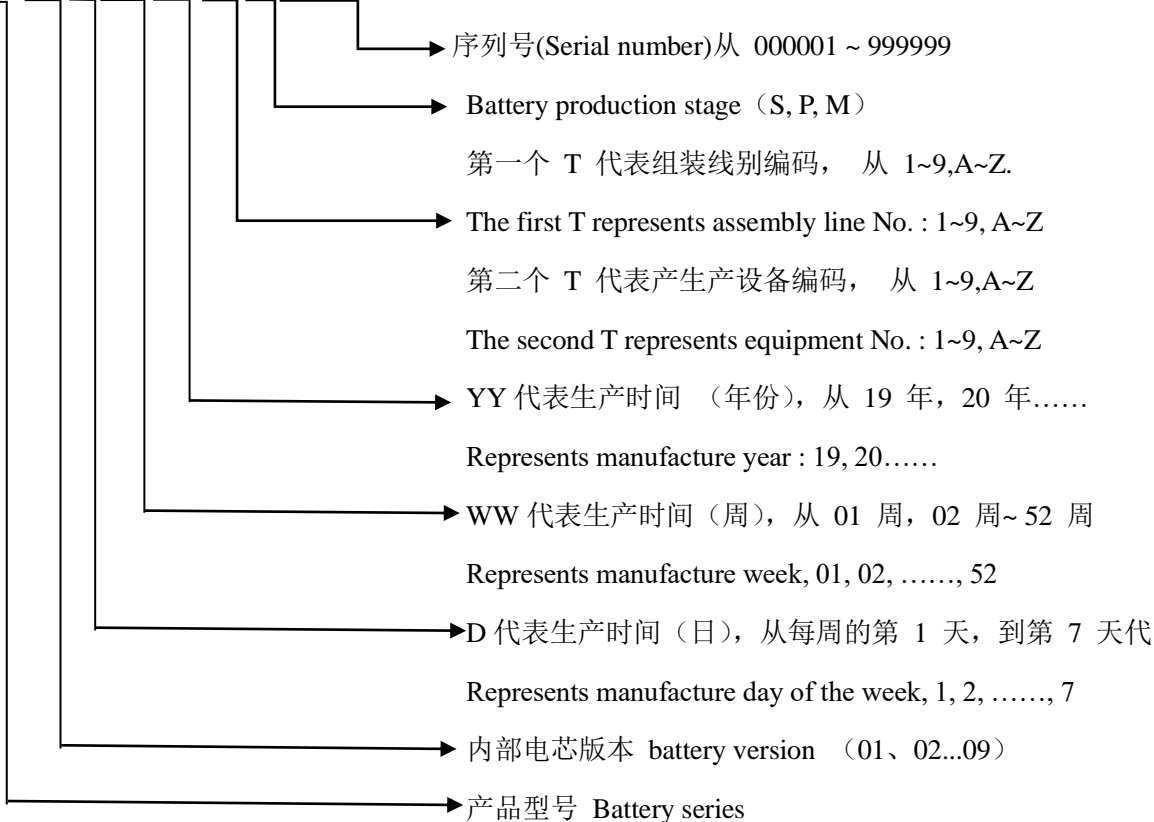 序列号(Serial number)从 000001 ~ 999999
Battery production stage（S, P, M）
第一个 T 代表组装线别编码， 从 1~9,A~Z.
The first T represents assembly line No. : 1~9, A~Z
第二个 T 代表产生产设备编码， 从 1~9,A~Z
The second T represents equipment No. : 1~9, A~Z
YY 代表生产时间 （年份），从 19 年，20 年……
Represents manufacture year : 19, 20……
WW 代表生产时间（周），从 01 周，02 周~ 52 周
Represents manufacture week, 01, 02, ……, 52
D 代表生产时间（日），从每周的第 1 天，到第 7 天代
Represents manufacture day of the week, 1, 2, ……, 7
内部电芯版本 battery version （01、02...09）
产品型号 Battery series